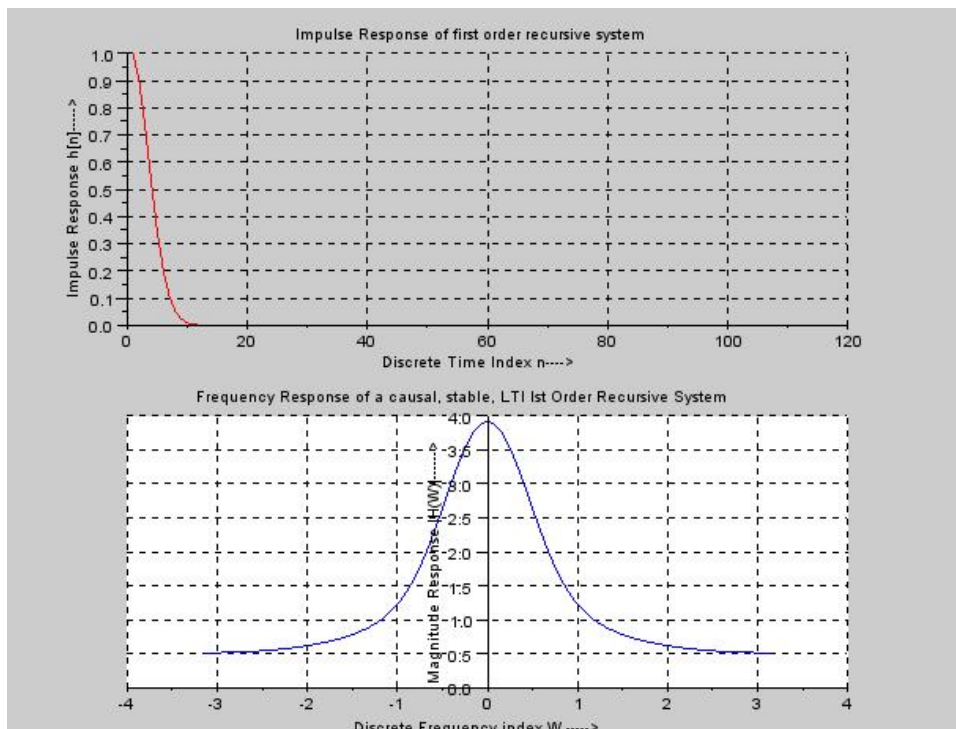 Impulse Response of first order recursive system
1.0
0.9
0.8
0.7
0.6
0.5
0.4
0.3
0.2
0.1
0.0
Impulse Response h[n]----->
0 20 40 60 80 100 120
Discrete Time Index n---->
Frequency Response of a causal, stable, LTI Ist Order Recursive System
4.0
3.5
3.0
2.5
2.0
1.5
1.0
0.5
0.0
Magnitude Response |H(W)|----->
-4 -3 -2 -1 0 1 2 3 4
Discrete Frequency index W ----->